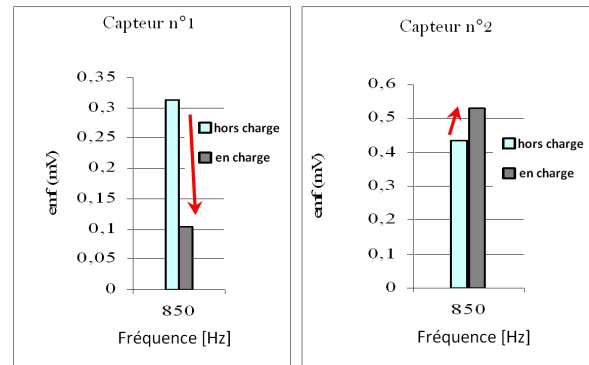 Capteur n°1
0,35
0,3
0,25
0,2
0,15
0,1
0,05
0
emf (mV)
hors charge
en charge
850
Fréquence [Hz]
Capteur n°2
0,6
0,5
0,4
0,3
0,2
0,1
0
emf (mV)
hors charge
en charge
850
Fréquence [Hz]